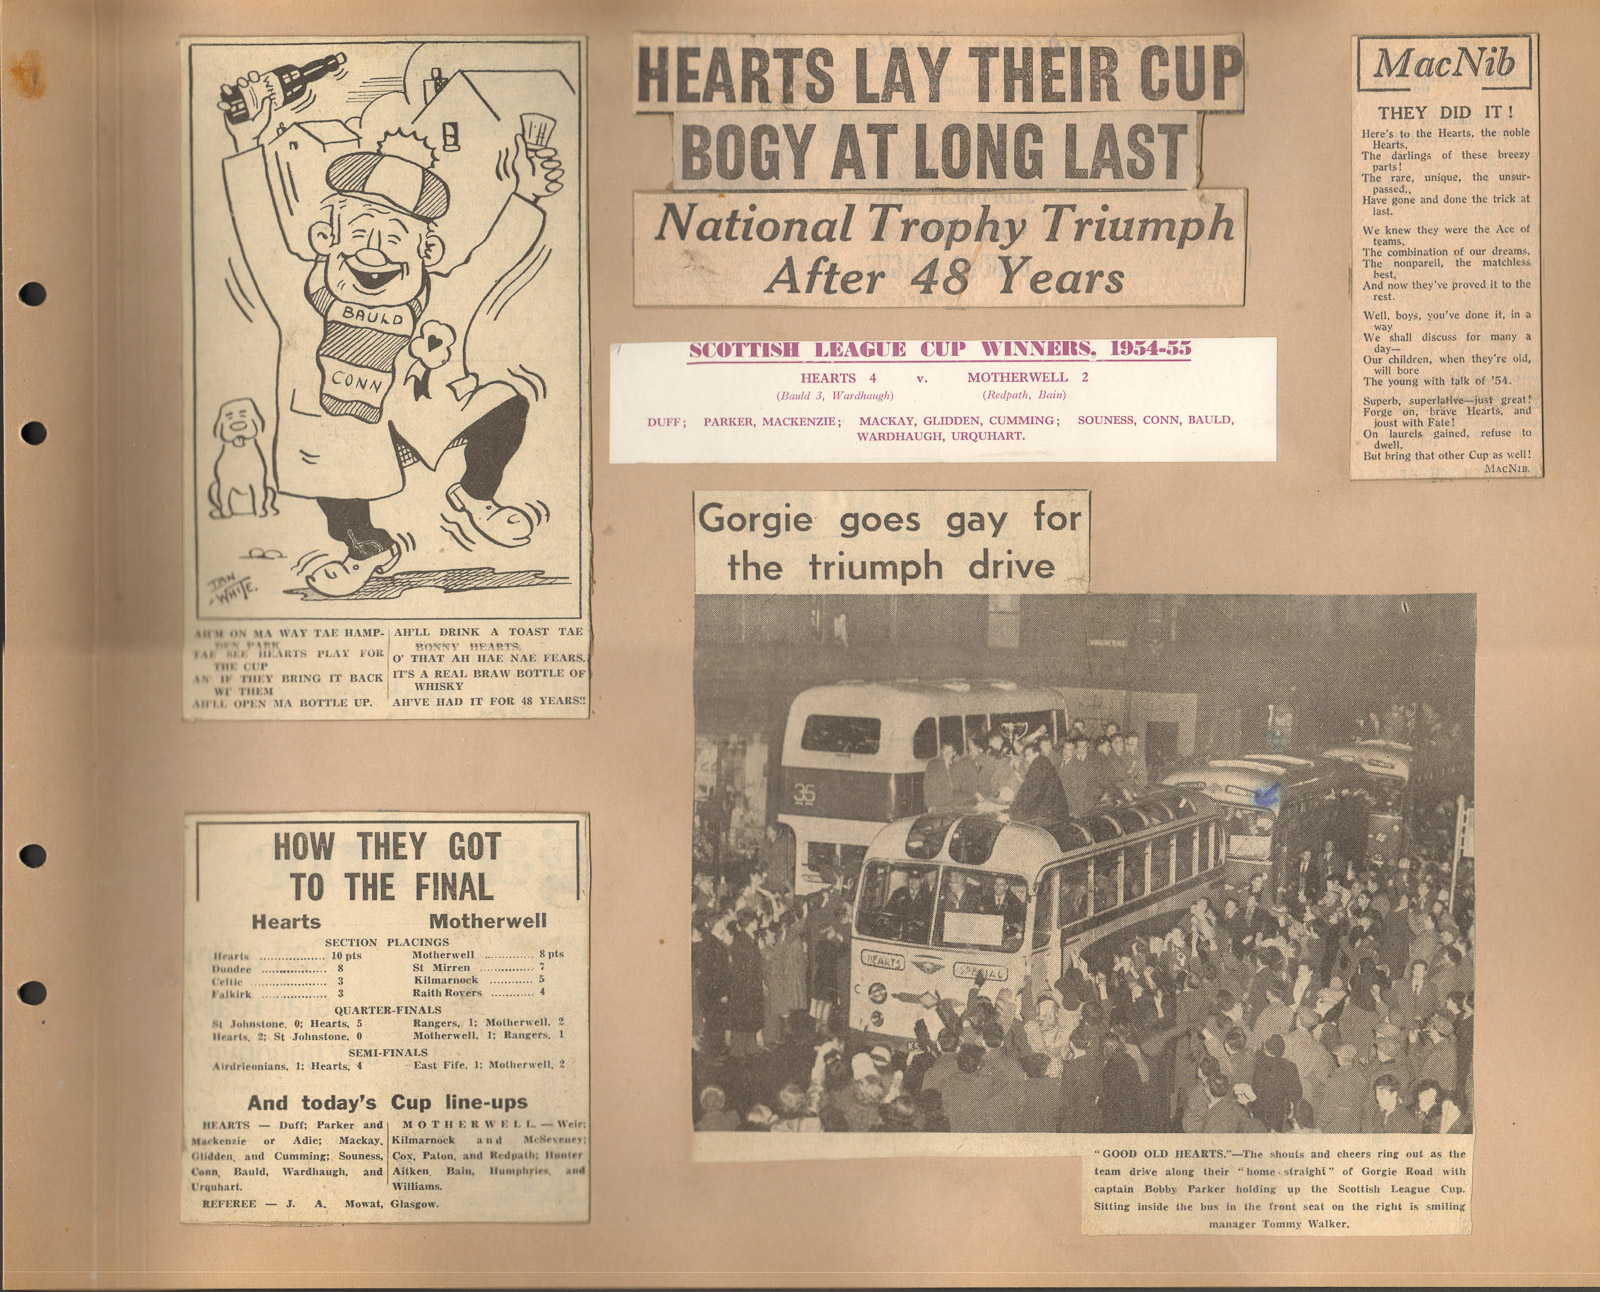 BAULD
CONN
IAN
WHITE.
AH'M ON MA WAY TAE HAMP-
DEN PARK
TAE SEE HEARTS PLAY FOR
THE CUP
AN' IF THEY BRING IT BACK
WI' THEM
AH'LL OPEN MA BOTTLE UP.
AH'LL DRINK A TOAST TAE
BONNY HEARTS,
O' THAT AH HAE NAE FEARS.
IT'S A REAL BRAW BOTTLE OF
WHISKY
AH'VE HAD IT FOR 48 YEARS!!
HOW THEY GOT
TO THE FINAL
Hearts Motherwell
SECTION PLACINGS
Hearts ................ 10 pts Motherwell ............ 8 pts
Dundee ................ 8 St Mirren ............ 7
Celtic ................ 3 Kilmarnock ........... 5
Falkirk ................ 3 Raith Rovers ........... 4
QUARTER-FINALS
St Johnstone, 0; Hearts, 5 Rangers, 1; Motherwell, 2
Hearts, 2; St Johnstone, 0 Motherwell, 1; Rangers, 1
SEMI-FINALS
Airdrieonians, 1; Hearts, 4 East Fife, 1; Motherwell, 2
And today's Cup line-ups
HEARTS — Duff; Parker and
Mackenzie or Adie; Mackay,
Glidden, and Cumming; Souness,
Conn, Bauld, Wardhaugh, and
Urquhart.
MOTHERWELL. — Weir;
Kilmarnock and McSeveney;
Cox, Paton, and Redpath; Hunter
Aitken, Bain, Humphries, and
Williams.
REFEREE — J. A. Mowat, Glasgow.
HEARTS LAY THEIR CUP
BOGY AT LONG LAST
National Trophy Triumph
After 48 Years
SCOTTISH LEAGUE CUP WINNERS, 1954-55
HEARTS 4 v. MOTHERWELL 2
(Bauld 3, Wardhaugh) (Redpath, Bain)
DUFF; PARKER, MACKENZIE; MACKAY, GLIDDEN, CUMMING; SOUNESS, CONN, BAULD,
WARDHAUGH, URQUHART.
Gorgie goes gay for
the triumph drive
35
HEARTS SPECIAL
"GOOD OLD HEARTS."—The shouts and cheers ring out as the
team drive along their "home-straight" of Gorgie Road with
captain Bobby Parker holding up the Scottish League Cup.
Sitting inside the bus in the front seat on the right is smiling
manager Tommy Walker.
MacNib
THEY DID IT!
Here's to the Hearts, the noble
Hearts,
The darlings of these breezy
parts!
The rare, unique, the unsur-
passed,,
Have gone and done the trick at
last.
We knew they were the Ace of
teams,
The combination of our dreams.
The nonpareil, the matchless
best,
And now they've proved it to the
rest.
Well, boys, you've done it, in a
way
We shall discuss for many a
day—
Our children, when they're old,
will bore
The young with talk of '54.
Superb, superlative—just great!
Forge on, brave Hearts, and
joust with Fate!
On laurels gained, refuse to
dwell,
But bring that other Cup as well!
MACNIB.